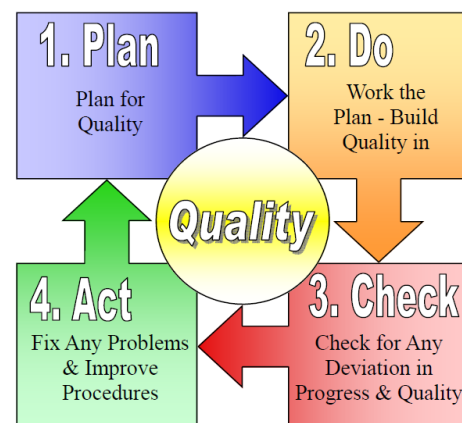 1. Plan
Plan for
Quality
2. Do
Work the
Plan - Build
Quality in
Quality
3. Check
Check for Any
Deviation in
Progress & Quality
4. Act
Fix Any Problems
& Improve
Procedures